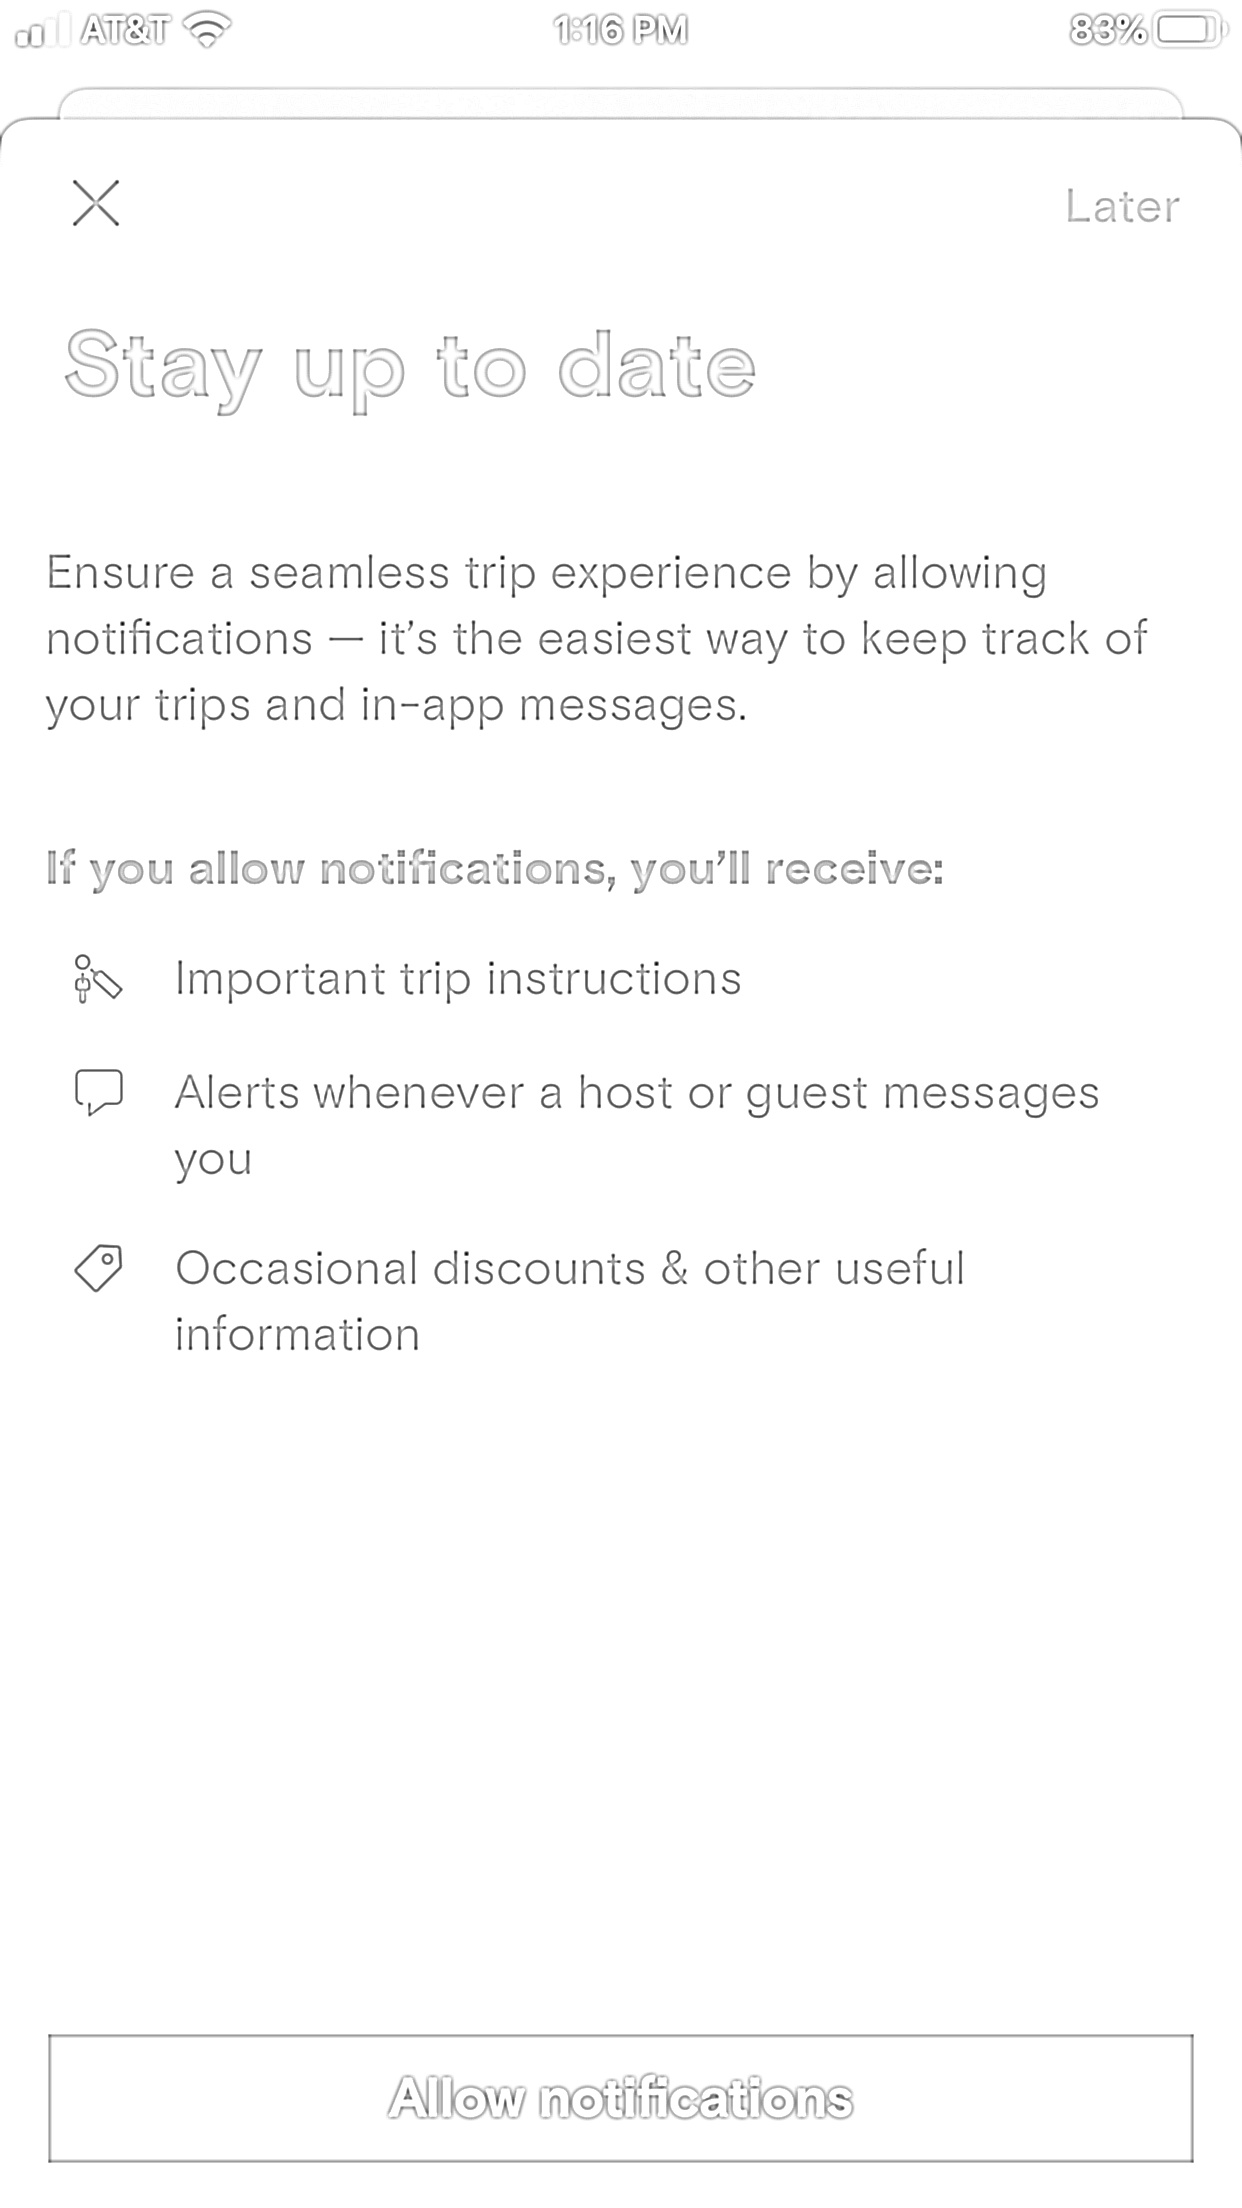 AT&T 1:16 PM 83%
Later
Stay up to date
Ensure a seamless trip experience by allowing
notifications — it’s the easiest way to keep track of
your trips and in-app messages.
If you allow notifications, you’ll receive:
Important trip instructions
Alerts whenever a host or guest messages
you
Occasional discounts & other useful
information
Allow notifications